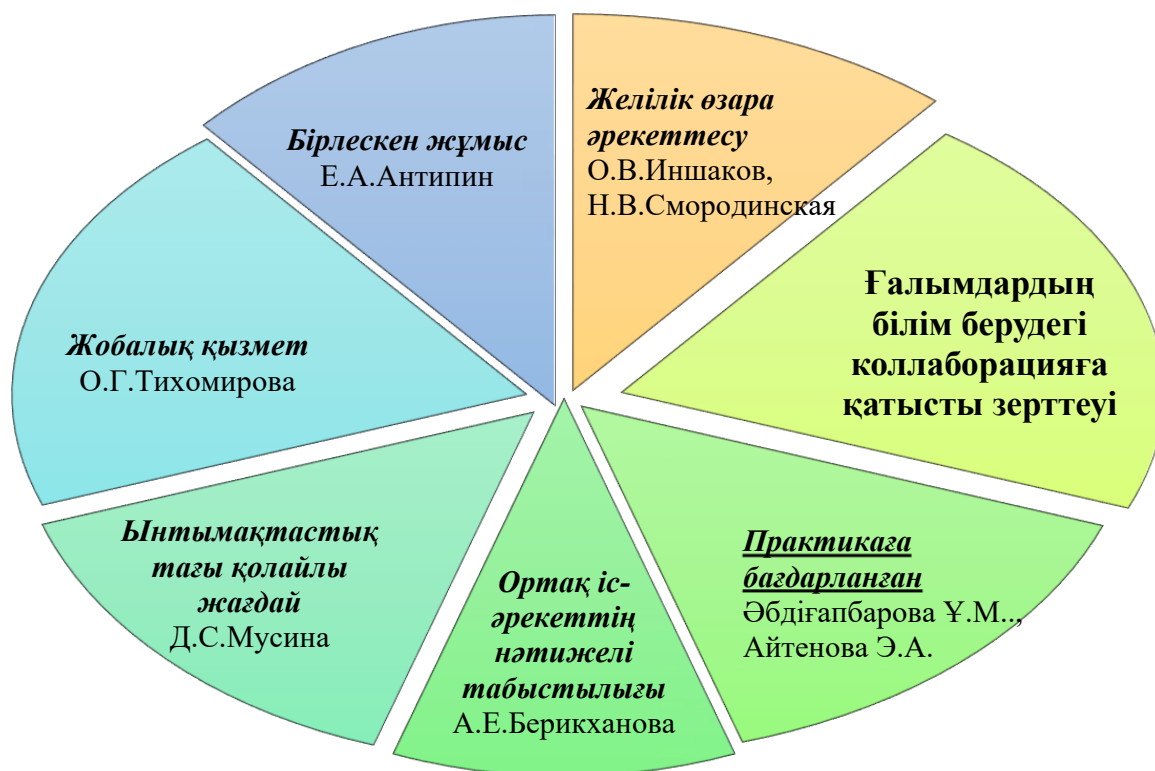 Бірлескен жұмыс
Е.А.Антипин
Желілік өзара
әрекеттесу
О.В.Иншаков,
Н.В.Смородинская
Ғалымдардың
білім берудегі
коллаборацияға
қатысты зерттеуі
Жобалық қызмет
О.Г.Тихомирова
Ынтымақтастық
тағы қолайлы
жағдай
Д.С.Мусина
Ортақ іс-
әрекеттің
нәтижелі
табыстылығы
А.Е.Берикханова
Практикаға
бағдарланған
Әбдіғапбарова Ұ.М..,
Айтенова Э.А.